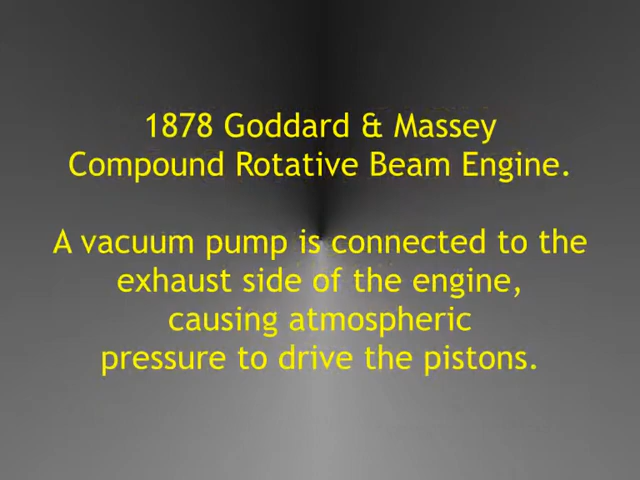 1878 Goddard & Massey
Compound Rotative Beam Engine.
A vacuum pump is connected to the
exhaust side of the engine,
causing atmospheric
pressure to drive the pistons.